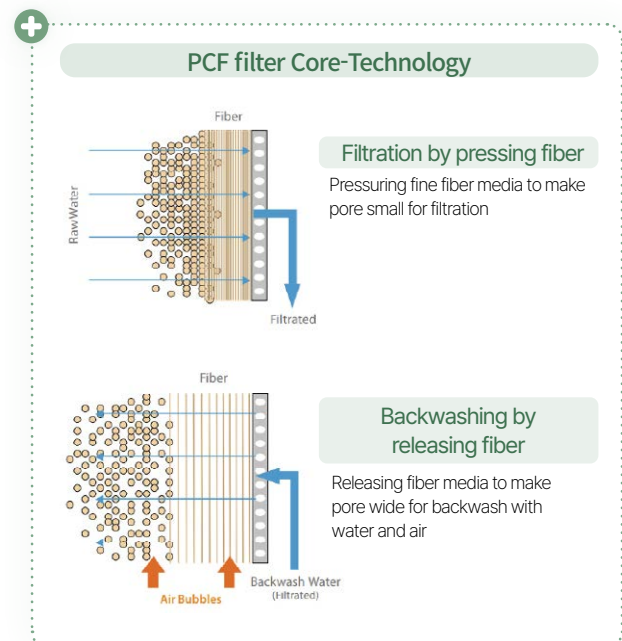 PCF filter Core-Technology
Fiber
RawWater
Filtrated
Filtration by pressing fiber
Pressuring fine fiber media to make
pore small for filtration
Fiber
Backwash Water
(Filtrated)
Air Bubbles
Backwashing by
releasing fiber
Releasing fiber media to make
pore wide for backwash with
water and air